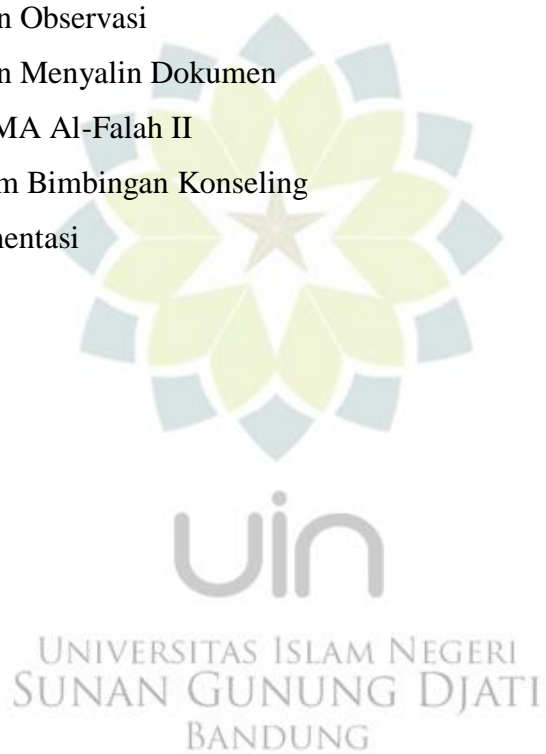 n Observasi
n Menyalin Dokumen
MA Al-Falah II
m Bimbingan Konseling
nentasi
uin
UNIVERSITAS ISLAM NEGERI
SUNAN GUNUNG DJATI
BANDUNG